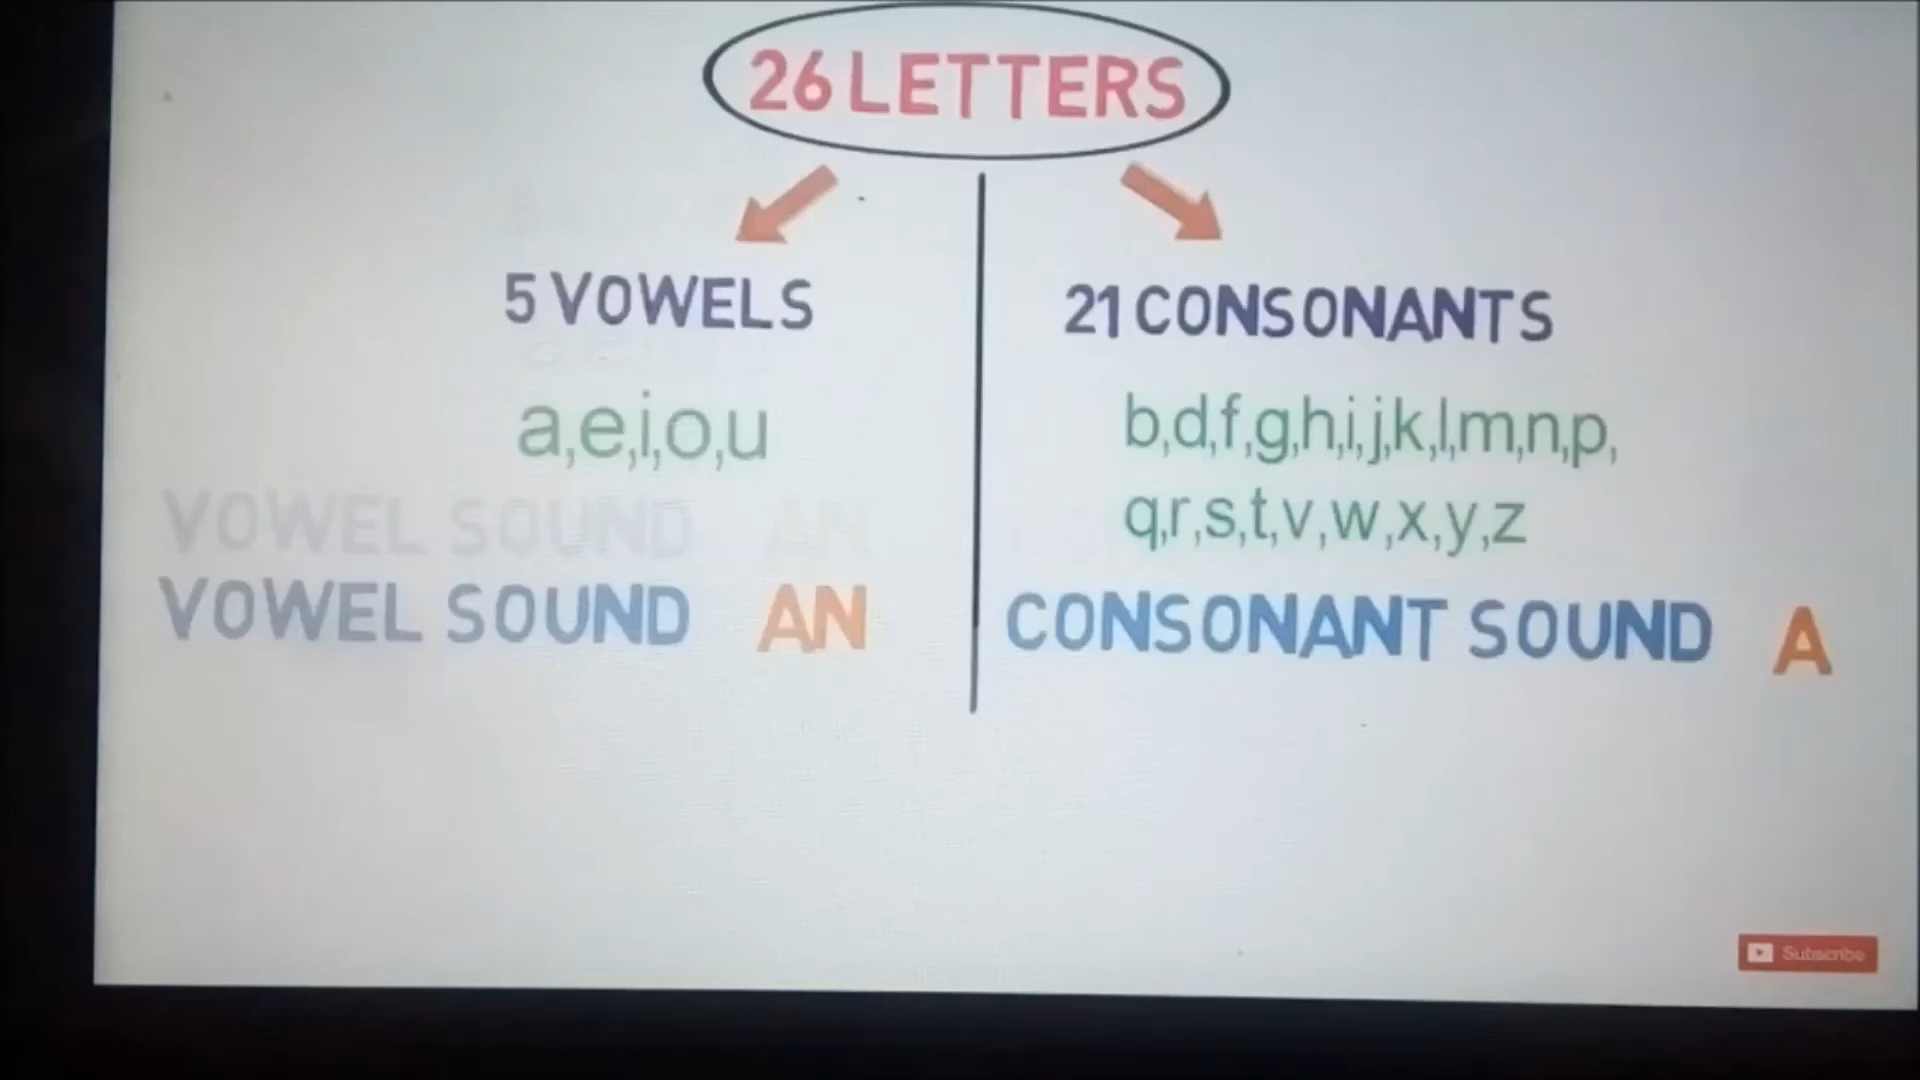 26 LETTERS
5 VOWELS
a,e,i,o,u
VOWEL SOUND AN
VOWEL SOUND AN
21 CONSONANTS
b,d,f,g,h,i,j,k,l,m,n,p,
q,r,s,t,v,w,x,y,z
CONSONANT SOUND A
Subscribe